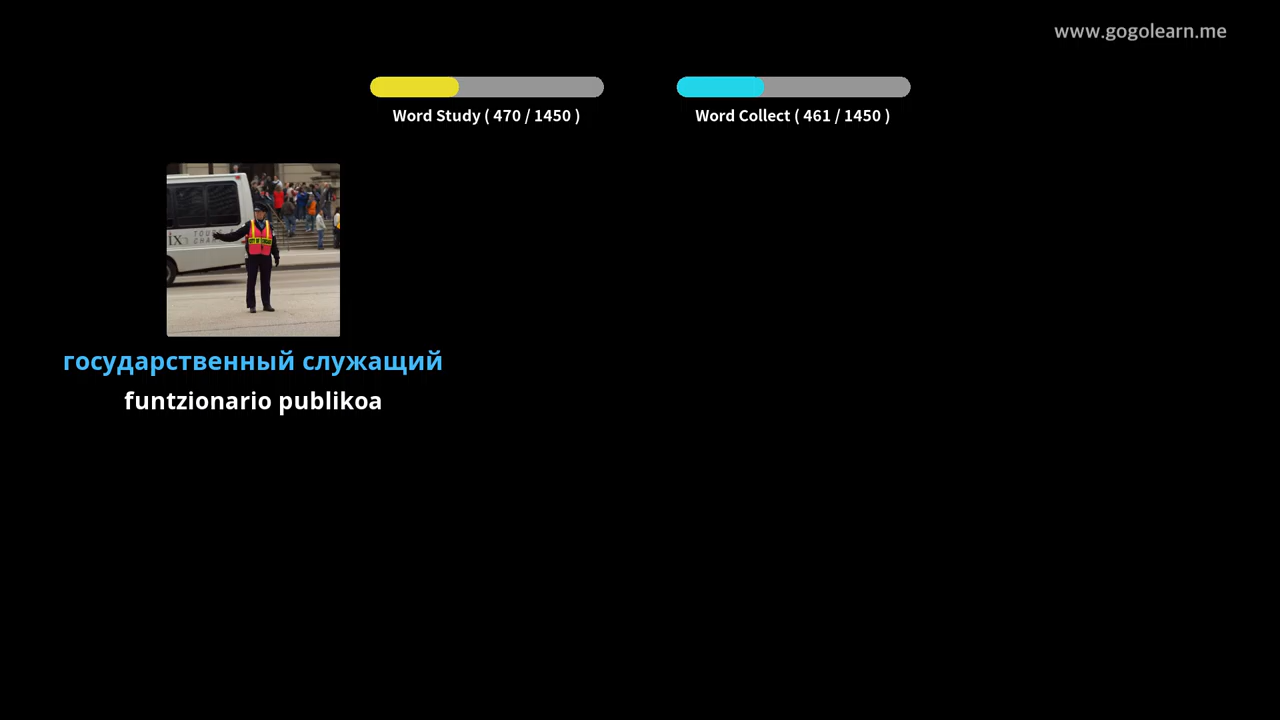 www.gogolearn.me
Word Study ( 470 / 1450 )
Word Collect ( 461 / 1450 )
государственный служащий
funtzionario publikoa